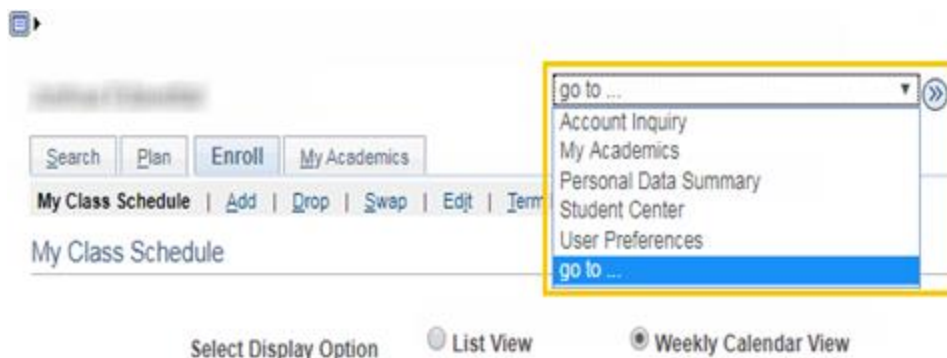 go to ...
Account Inquiry
My Academics
Personal Data Summary
Student Center
User Preferences
go to ...
Search Plan Enroll My Academics
My Class Schedule | Add | Drop | Swap | Edit | Term
My Class Schedule
Select Display Option List View Weekly Calendar View